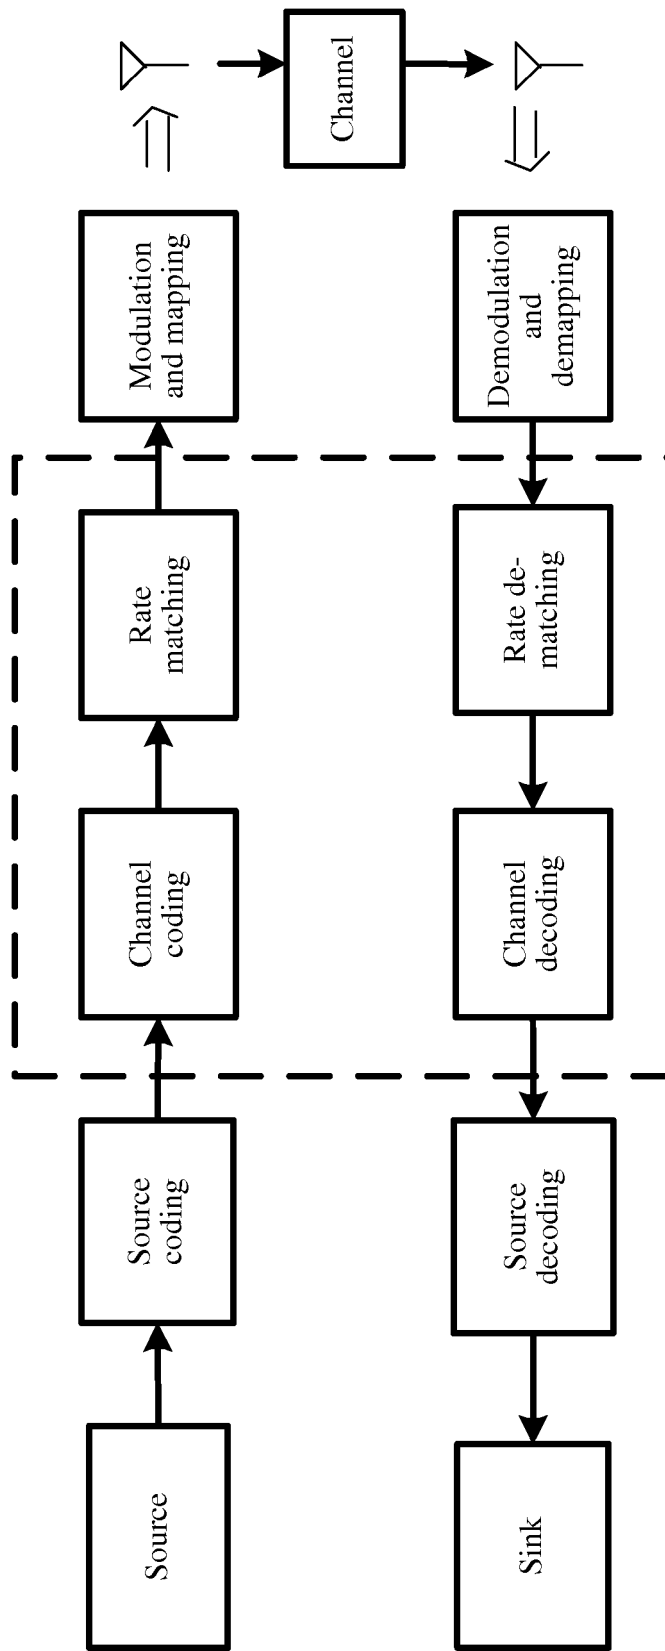 Source
Source
coding
Channel
coding
Rate
matching
Modulation
and mapping
Channel
Demodulation
and
demapping
Rate de-
matching
Channel
decoding
Source
decoding
Sink